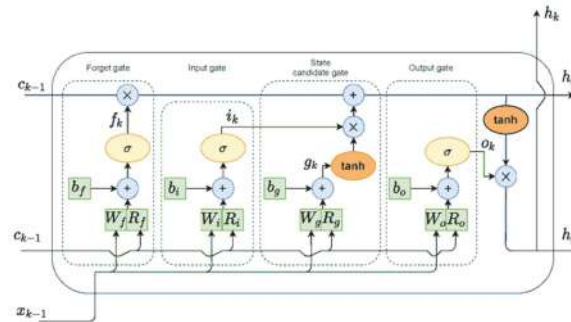 h_k
Forget gate
Input gate
State
candidate gate
Output gate
c_{k-1}
h
f_k
i_k
tanh
o_k
σ
σ
g_k
tanh
σ
b_f
b_i
b_g
b_o
W_f R_f
W_i R_i
W_g R_g
W_o R_o
c_{k-1}
h
x_{k-1}